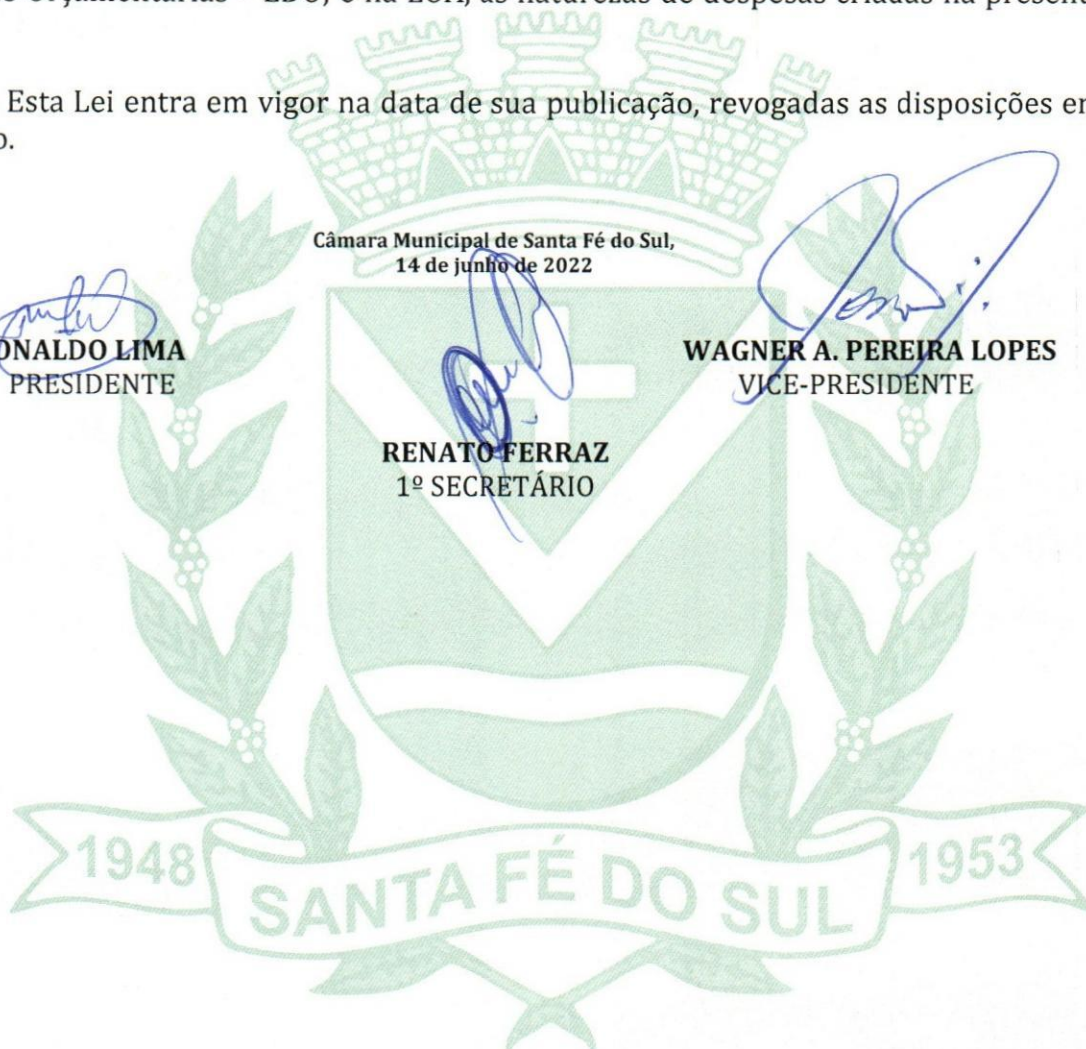 Orçamentárias – LDO, e na LOA, as naturezas de despesas criadas na
Esta Lei entra em vigor na data de sua publicação, revogadas as disposições
Câmara Municipal de Santa Fé do Sul,
14 de junho de 2022
ONALDO LIMA
PRESIDENTE
WAGNER A. PEREIRA LOPES
VICE-PRESIDENTE
RENATO FERRAZ
1º SECRETÁRIO
1948
SANTA FÉ DO SUL
1953